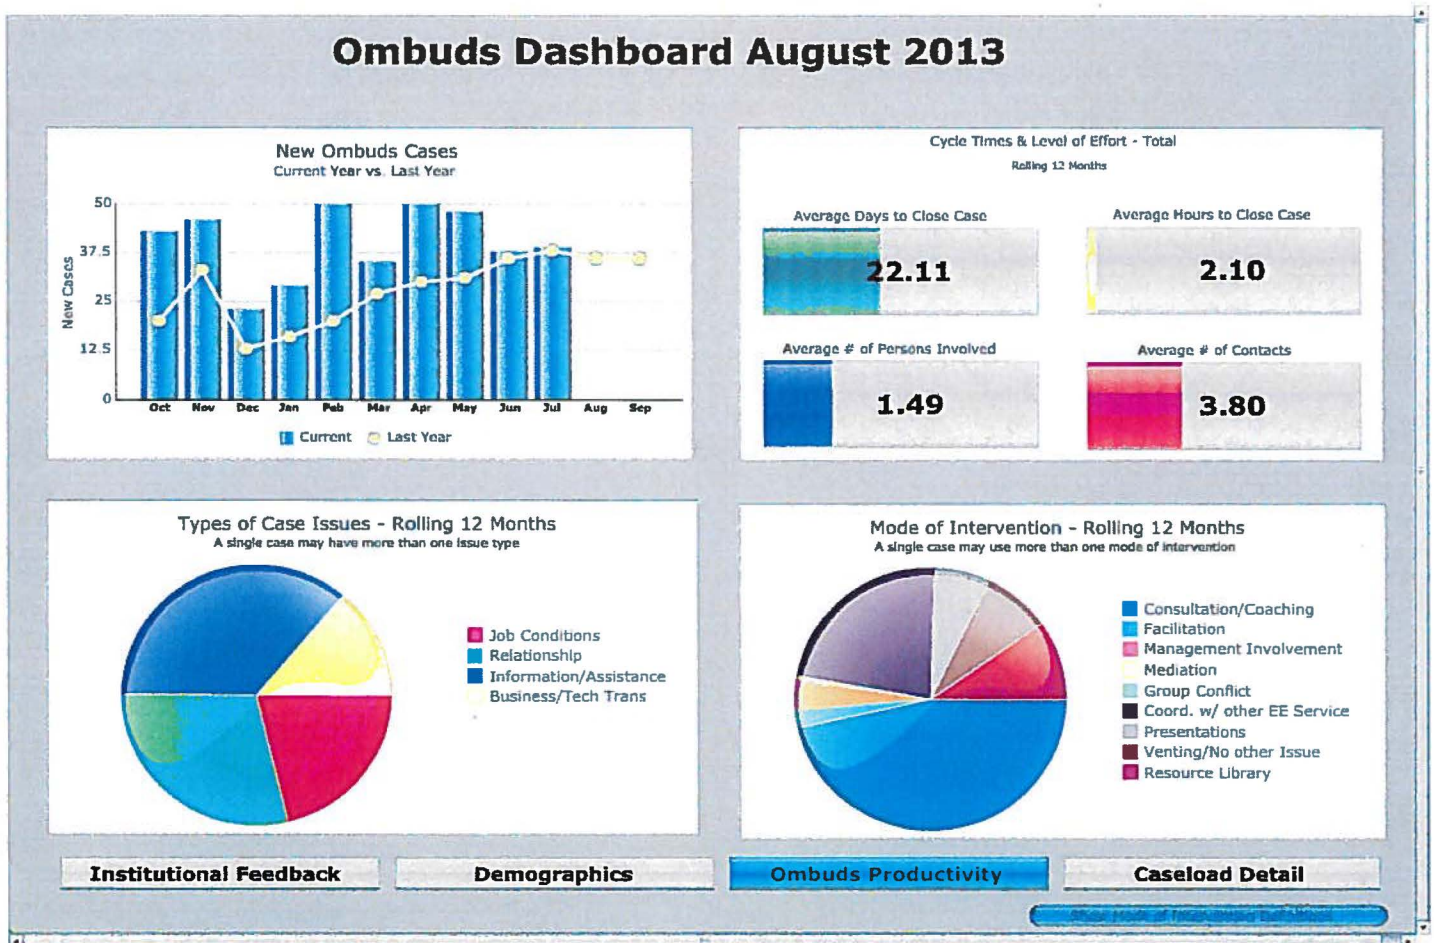 Ombuds Dashboard August 2013
New Ombuds Cases
Current Year vs. Last Year
New Cases
50
37.5
25
12.5
0
Oct Nov Dec Jan Feb Mar Apr May Jun Jul Aug Sep
Current Last Year
Cycle Times & Level of Effort - Total
Rolling 12 Months
Average Days to Close Case
22.11
Average Hours to Close Case
2.10
Average # of Persons Involved
1.49
Average # of Contacts
3.80
Types of Case Issues - Rolling 12 Months
A single case may have more than one issue type
Job Conditions
Relationship
Information/Assistance
Business/Tech Trans
Mode of Intervention - Rolling 12 Months
A single case may use more than one mode of intervention
Consultation/Coaching
Facilitation
Management Involvement
Mediation
Group Conflict
Coord. w/ other EE Service
Presentations
Venting/No other Issue
Resource Library
Institutional Feedback Demographics Ombuds Productivity Caseload Detail